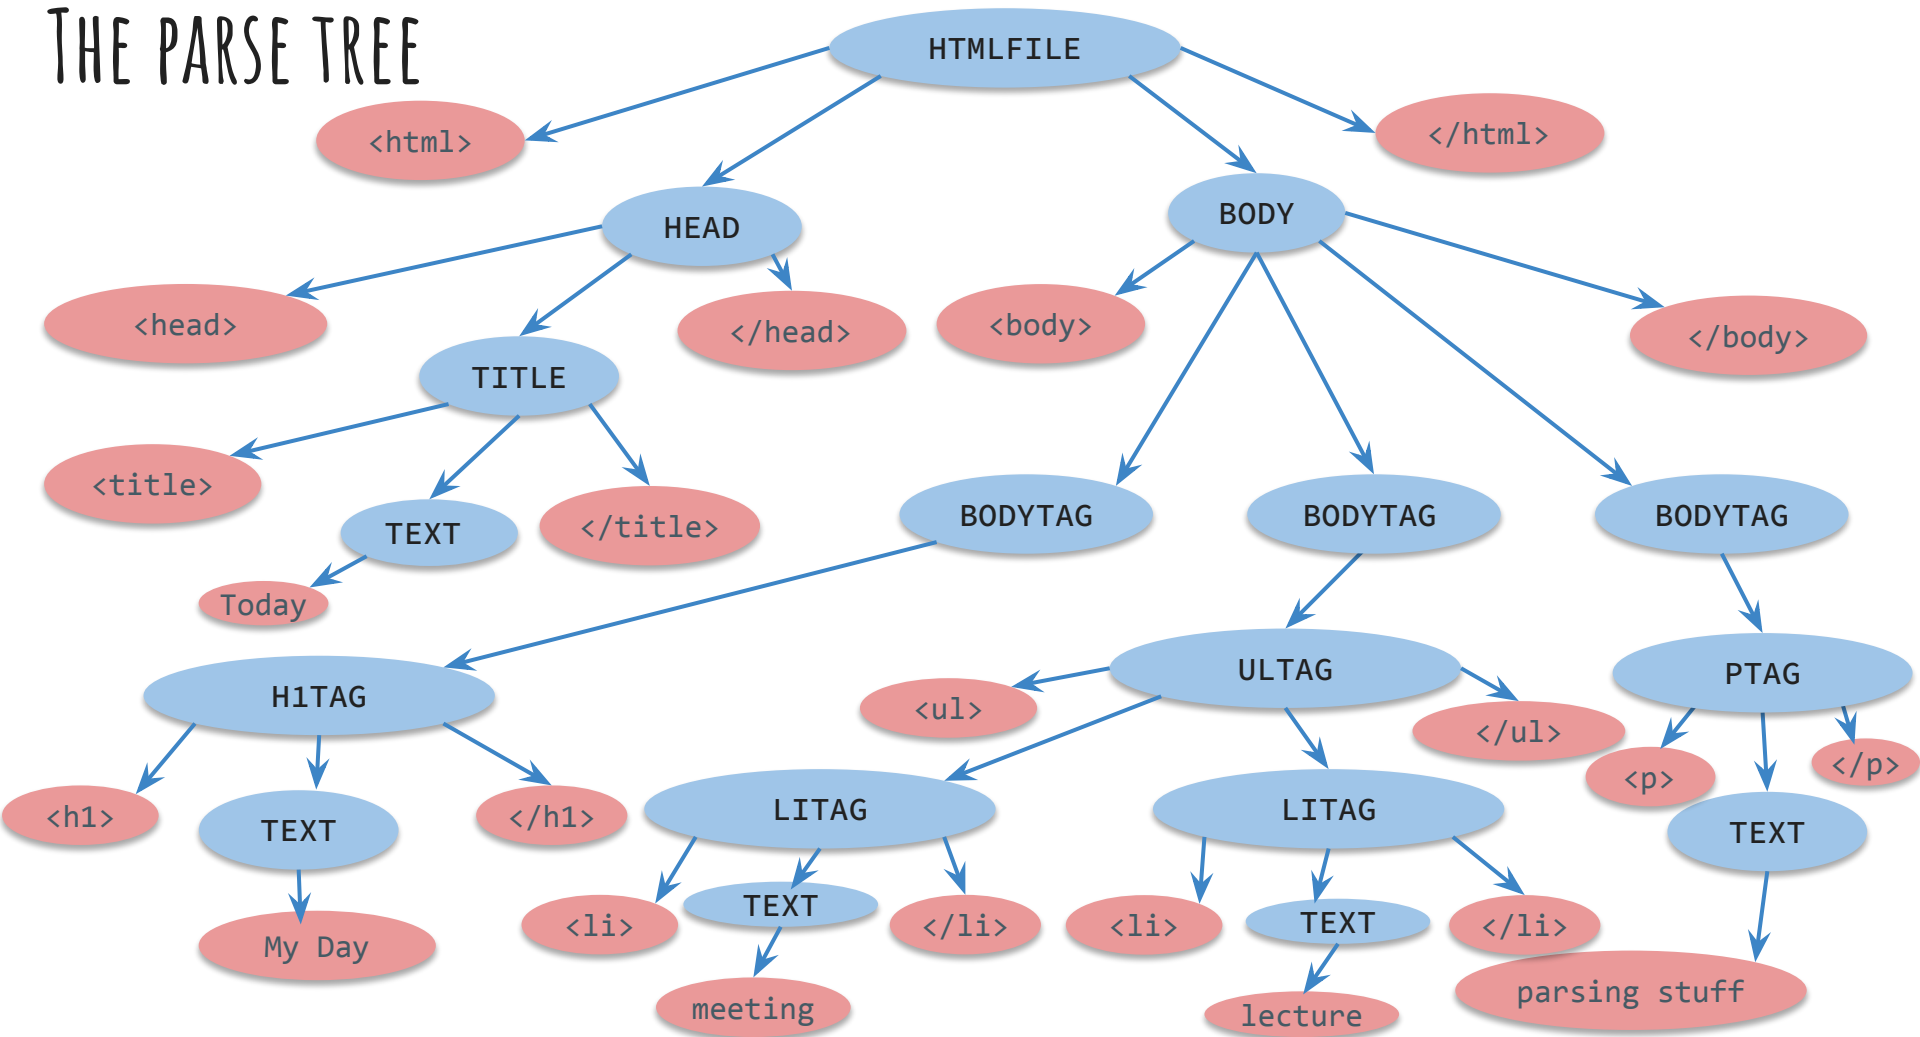 THE PARSE TREE
HTMLFILE
<html>
</html>
HEAD
BODY
<head>
</head>
<body>
</body>
TITLE
<title>
TEXT
</title>
BODYTAG
BODYTAG
BODYTAG
Today
H1TAG
ULTAG
PTAG
<ul>
</ul>
<p>
</p>
<h1>
TEXT
</h1>
LITAG
LITAG
TEXT
<li>
TEXT
</li>
<li>
TEXT
</li>
My Day
meeting
lecture
parsing stuff